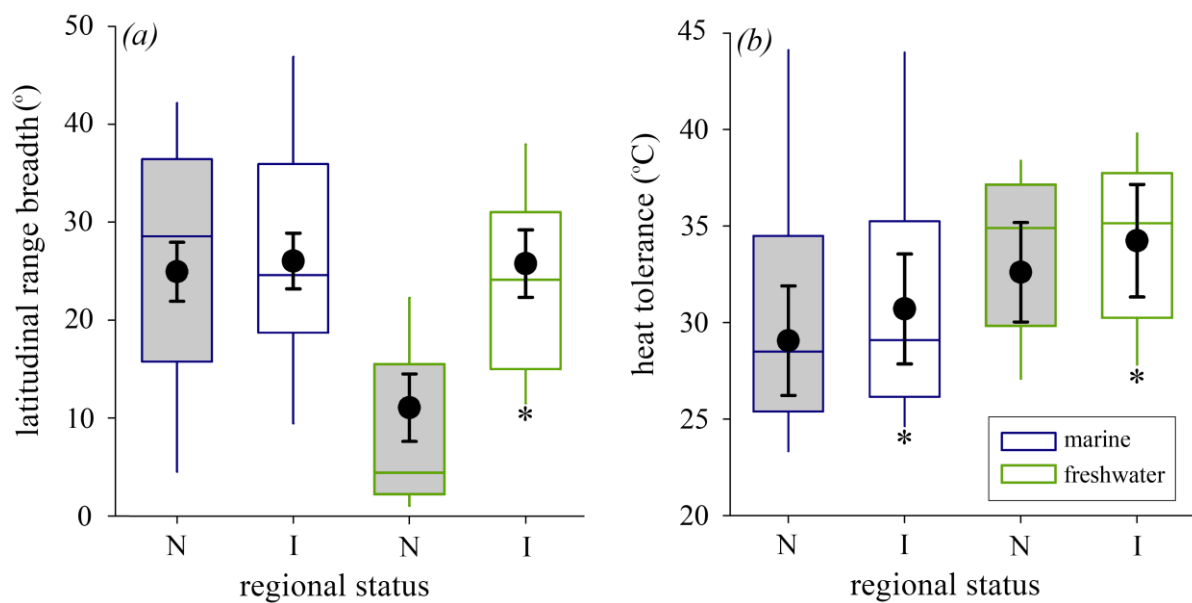 (a)
50
40
30
20
10
0
latitudinal range breadth (º)
N I N I
*
regional status
(b)
45
40
35
30
25
20
heat tolerance (ºC)
* *
marine
freshwater
N I N I
regional status